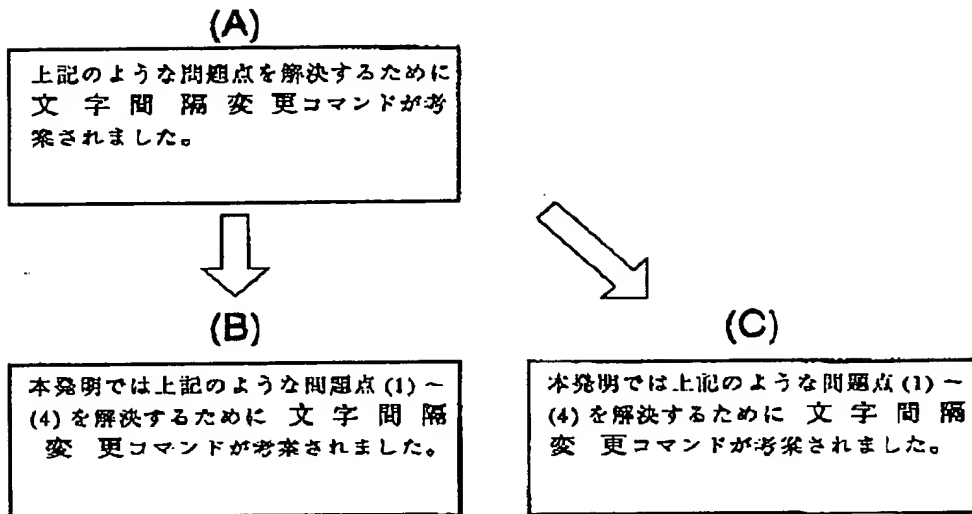 (A)
上記のような問題点を解決するために
文 字 間 隔 変 更コマンドが考
案されました。
(B)
本発明では上記のような問題点(1)～
(4)を解決するために 文 字 間 隔
変 更コマンドが考案されました。
(C)
本発明では上記のような問題点(1)～
(4)を解決するために 文 字 間 隔
変 更コマンドが考案されました。